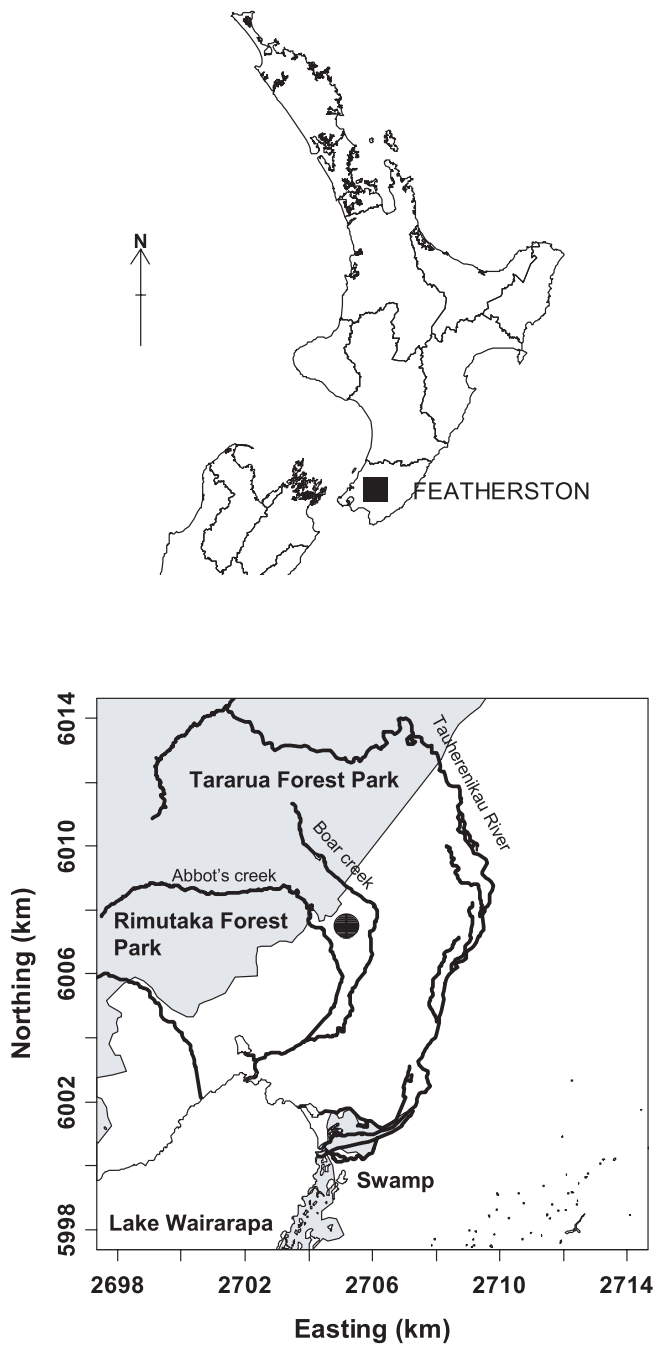 N
FEATHERSTON
6014
6010
6006
6002
5998
Northing (km)
Tararua Forest Park
Tauherenikau River
Boar creek
Abbot's creek
Rimutaka Forest
Park
Swamp
Lake Wairarapa
2698
2702
2706
2710
2714
Easting (km)